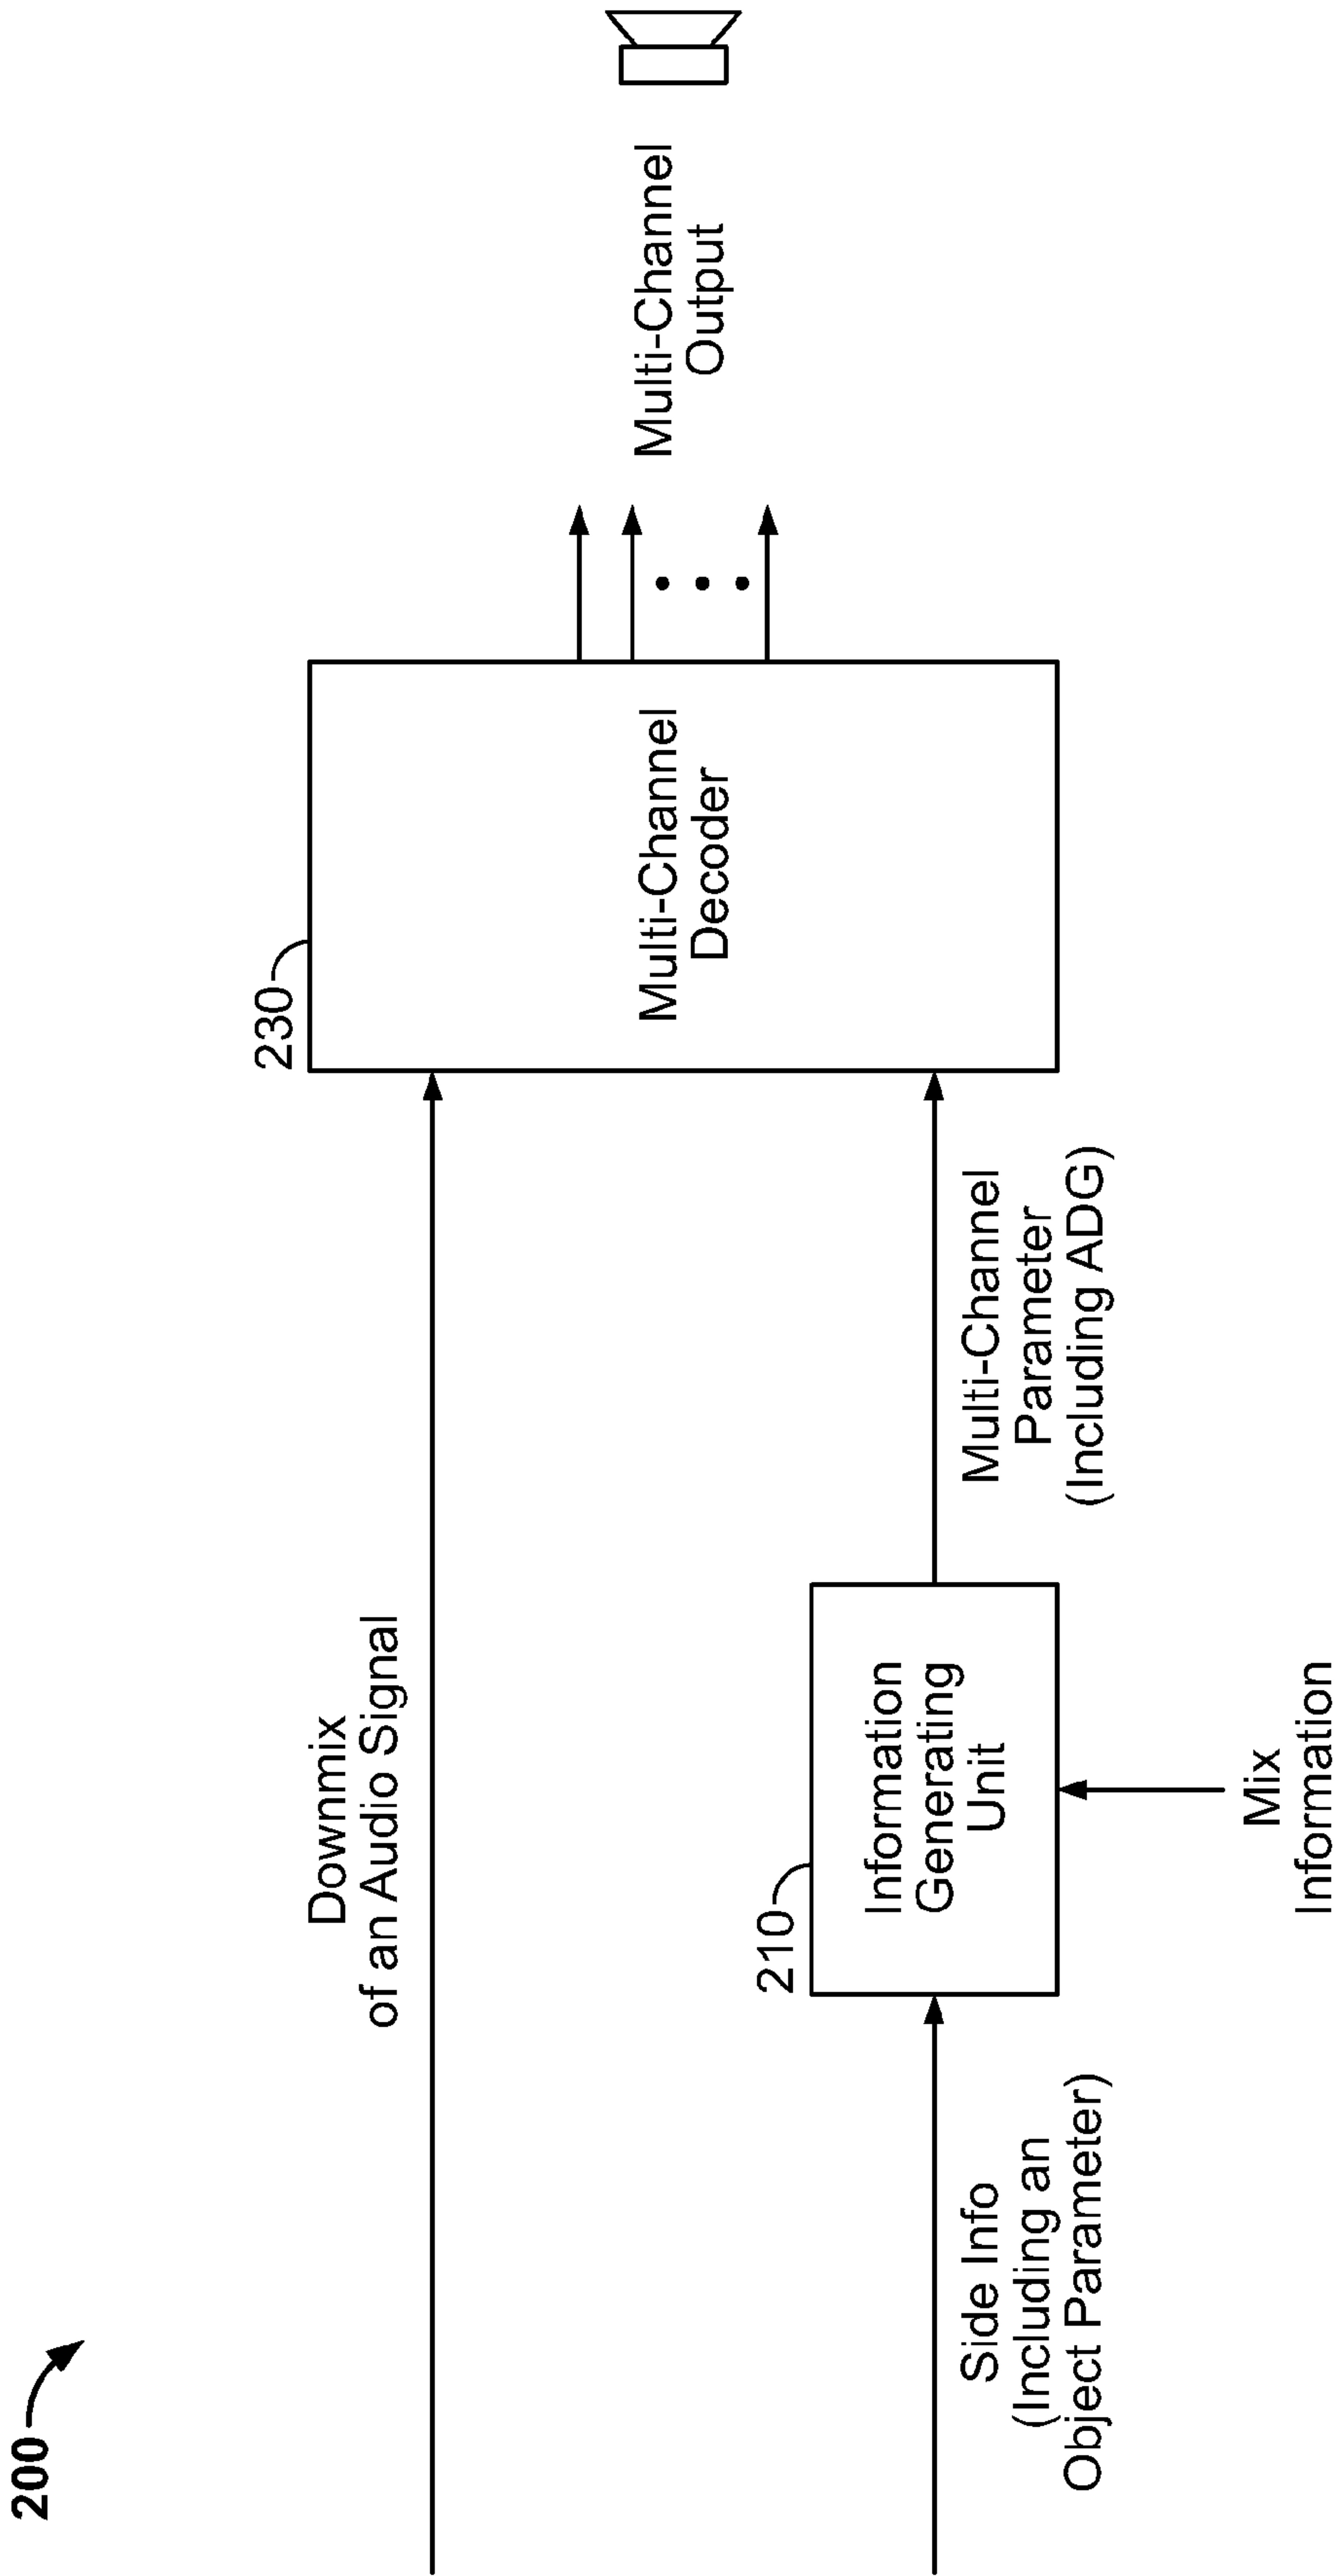 200
Downmix
of an Audio Signal
230
Multi-Channel
Decoder
Multi-Channel
Output
Side Info
(Including an
Object Parameter)
210
Information
Generating
Unit
Multi-Channel
Parameter
(Including ADG)
Mix
Information